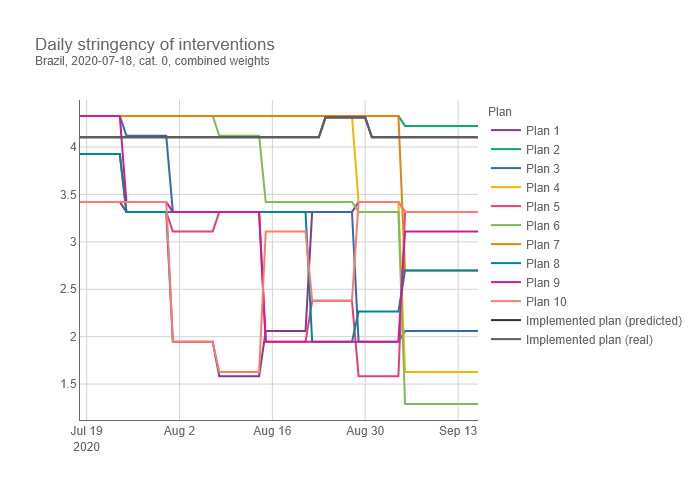 Daily stringency of interventions
Brazil, 2020-07-18, cat. 0, combined weights
Plan
Plan 1
Plan 2
Plan 3
Plan 4
Plan 5
Plan 6
Plan 7
Plan 8
Plan 9
Plan 10
Implemented plan (predicted)
Implemented plan (real)
4
3.5
3
2.5
2
1.5
Jul 19 Aug 2 Aug 16 Aug 30 Sep 13
2020